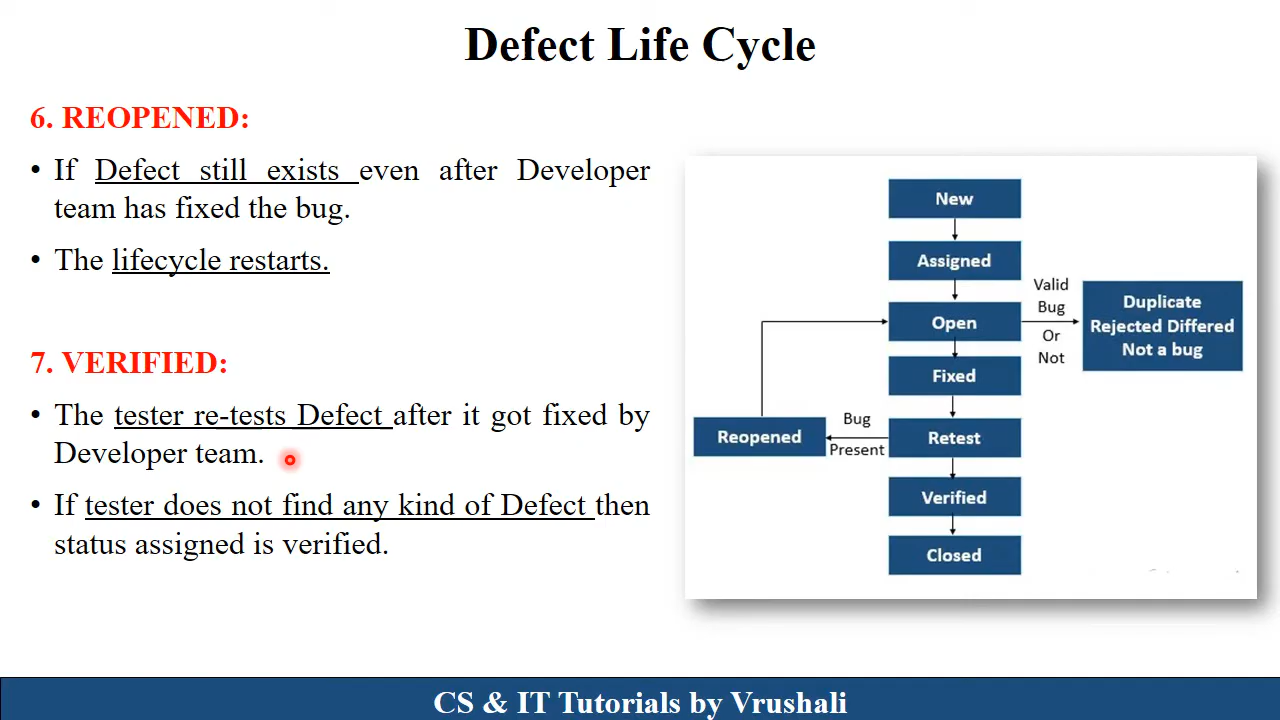 Defect Life Cycle
6. REOPENED:
• If Defect still exists even after Developer
team has fixed the bug.
• The lifecycle restarts.
7. VERIFIED:
• The tester re-tests Defect after it got fixed by
Developer team.
• If tester does not find any kind of Defect then
status assigned is verified.
New
Assigned
Open
Valid
Bug
Or
Not
Duplicate
Rejected Differed
Not a bug
Fixed
Reopened
Bug
Present
Retest
Verified
Closed
CS & IT Tutorials by Vrushali